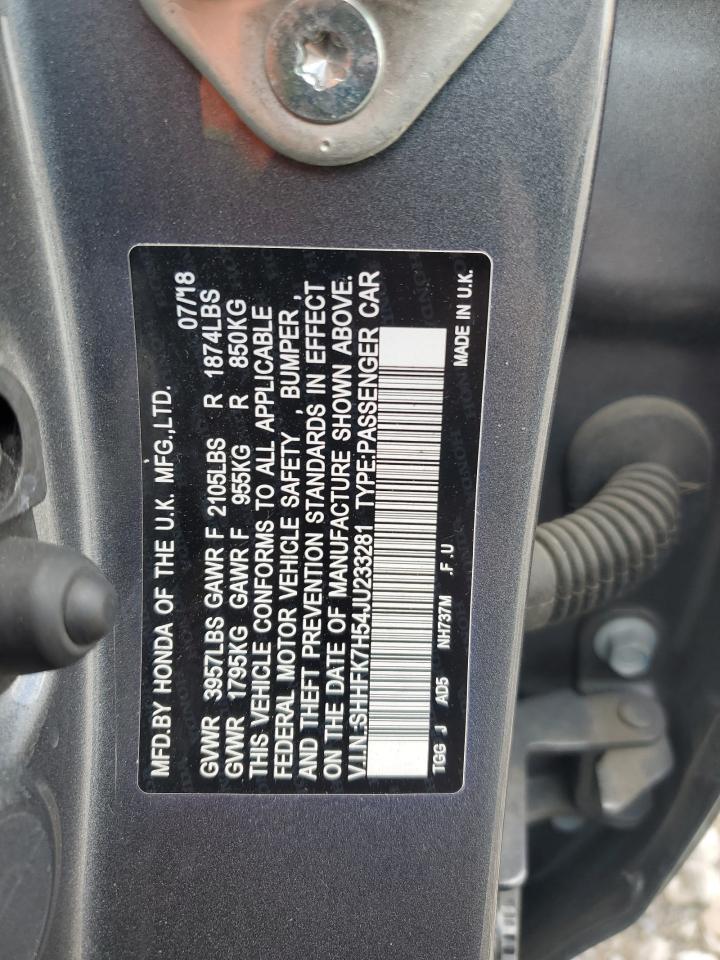 MFD.BY HONDA OF THE U.K. MFG.,LTD. 07/18
GVWR 3957LBS GAWR F 2105LBS R 1874LBS
GVWR 1795KG GAWR F 955KG R 850KG
THIS VEHICLE CONFORMS TO ALL APPLICABLE
FEDERAL MOTOR VEHICLE SAFETY , BUMPER ,
AND THEFT PREVENTION STANDARDS IN EFFECT
ON THE DATE OF MANUFACTURE SHOWN ABOVE.
V.I.N.:SHHFK7H54JU233281 TYPE:PASSENGER CAR
TGG J AD5 NH737M .F .U MADE IN U.K.